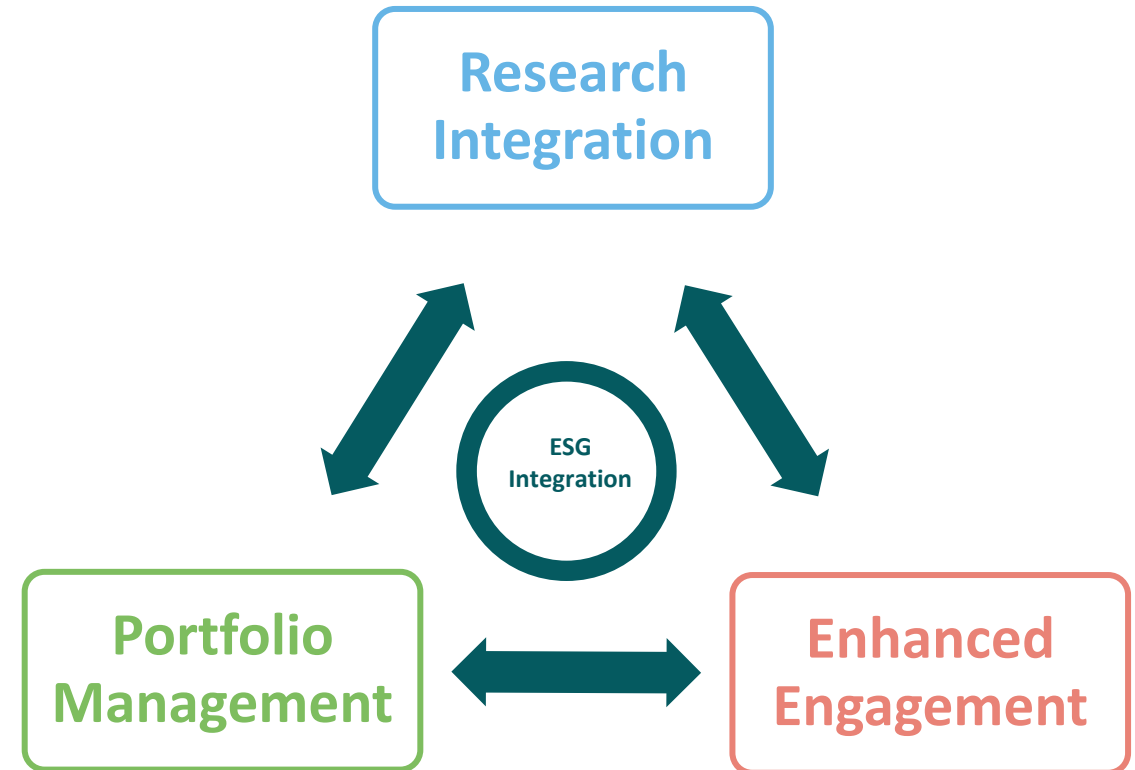 Research
Integration
ESG
Integration
Portfolio
Management
Enhanced
Engagement